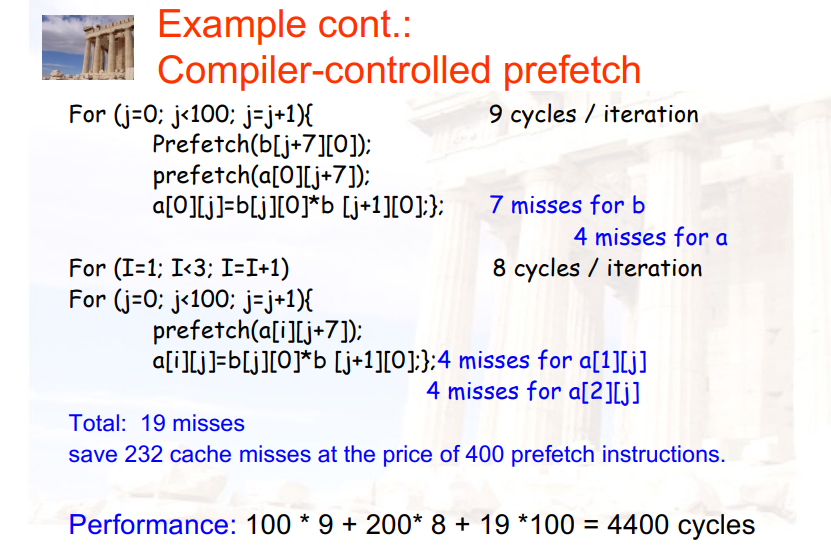 Example cont.:
Compiler-controlled prefetch
For (j=0; j<100; j=j+1){ 9 cycles / iteration
Prefetch(b[j+7][0]);
prefetch(a[0][j+7]);
a[0][j]=b[j][0]*b [j+1][0];}; 7 misses for b
4 misses for a
For (I=1; I<3; I=I+1) 8 cycles / iteration
For (j=0; j<100; j=j+1){
prefetch(a[i][j+7]);
a[i][j]=b[j][0]*b [j+1][0];};4 misses for a[1][j]
4 misses for a[2][j]
Total: 19 misses
save 232 cache misses at the price of 400 prefetch instructions.
Performance: 100 * 9 + 200* 8 + 19 *100 = 4400 cycles